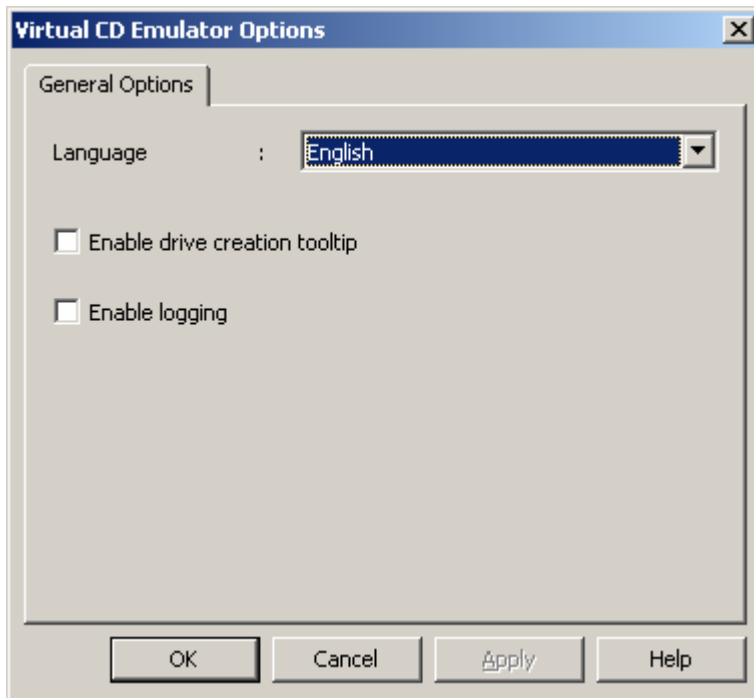 Virtual CD Emulator Options
General Options
Language : English
Enable drive creation tooltip
Enable logging
OK Cancel Apply Help